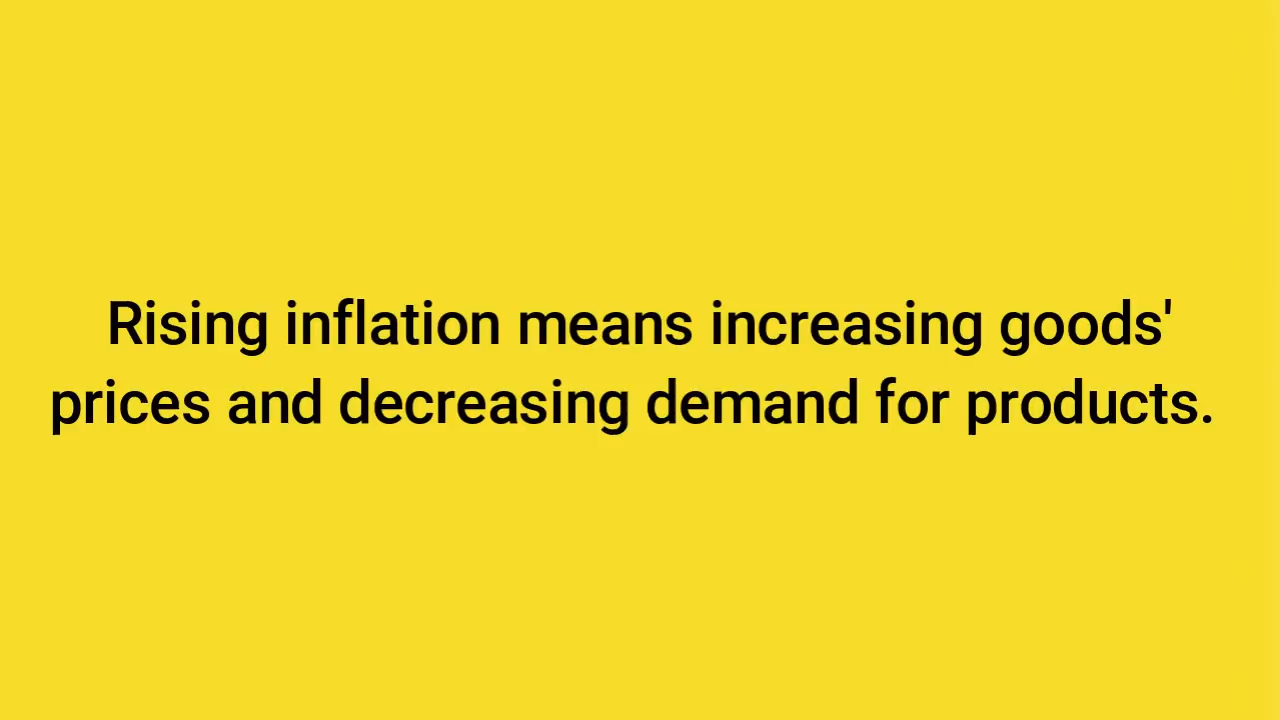 Rising inflation means increasing goods'
prices and decreasing demand for products.